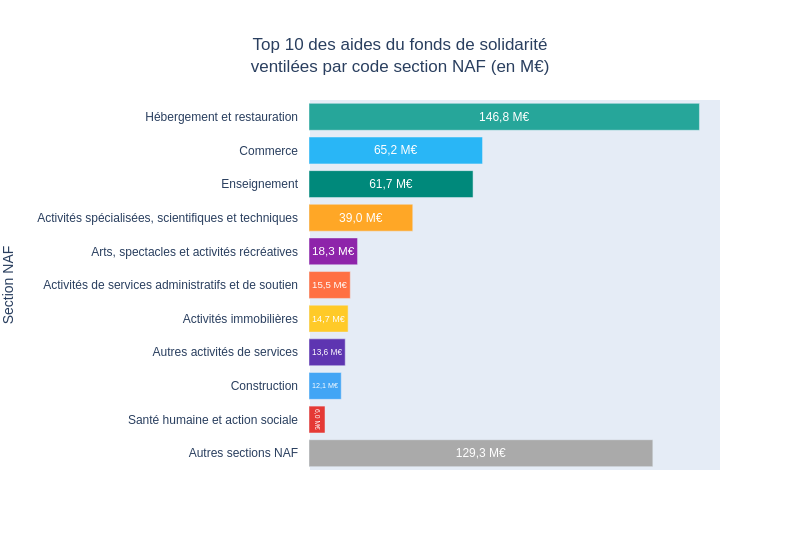 Top 10 des aides du fonds de solidarité
ventilées par code section NAF (en M€)
Section NAF
Hébergement et restauration 146,8 M€
Commerce 65,2 M€
Enseignement 61,7 M€
Activités spécialisées, scientifiques et techniques 39,0 M€
Arts, spectacles et activités récréatives 18,3 M€
Activités de services administratifs et de soutien 15,5 M€
Activités immobilières 14,7 M€
Autres activités de services 13,6 M€
Construction 12,1 M€
Santé humaine et action sociale 6,0 M€
Autres sections NAF 129,3 M€